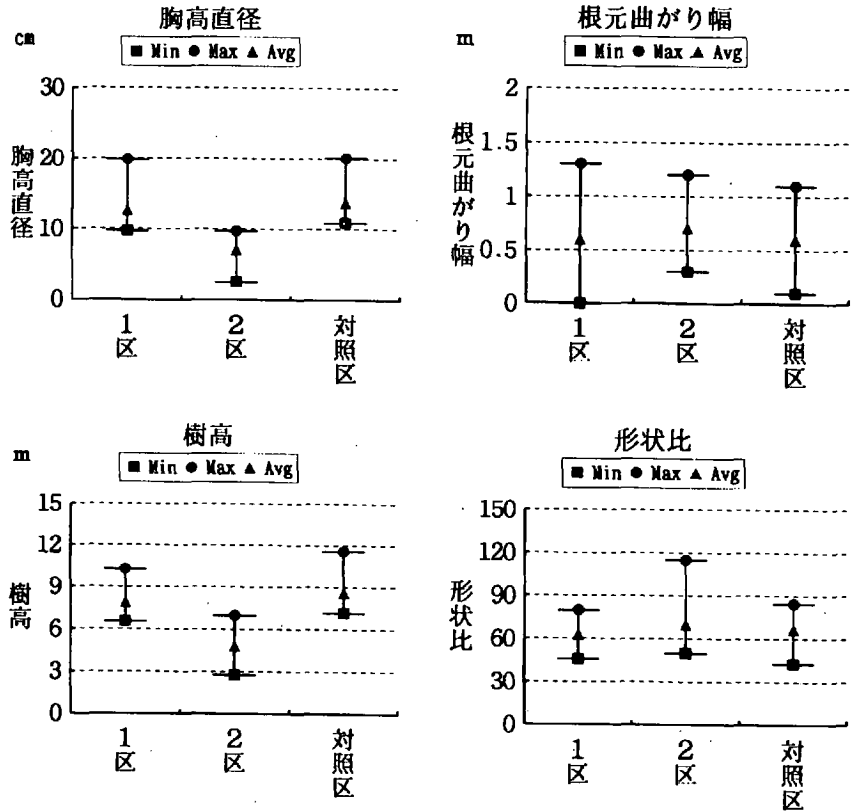 胸高直径
cm
■ Min ● Max ▲ Avg
30
20
10
0
胸高直径
1区
2区
対照区
根元曲がり幅
m
■ Min ● Max ▲ Avg
2
1.5
1
0.5
0
根元曲がり幅
1区
2区
対照区
樹高
m
■ Min ● Max ▲ Avg
15
12
9
6
3
0
樹高
1区
2区
対照区
形状比
■ Min ● Max ▲ Avg
150
120
90
60
30
0
形状比
1区
2区
対照区